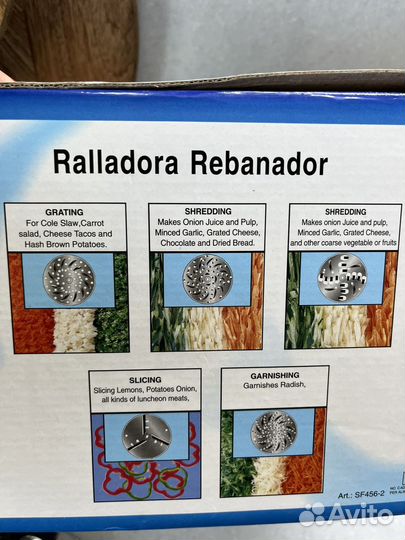 Ralladora Rebanador
GRATING
For Cole Slaw,Carrot
salad, Cheese Tacos and
Hash Brown Potatoes.
SHREDDING
Makes Onion Juice and Pulp,
Minced Garlic, Grated Cheese,
Chocolate and Dried Bread.
SHREDDING
Makes onion Juice and pulp,
Minced Garlic, Grated Cheese,
and other coarse vegetable or fruits
SLICING
Slicing Lemons, Potatoes Onion,
all kinds of luncheon meats,
GARNISHING
Garnishes Radish,
Art.: SF456-2
Avito